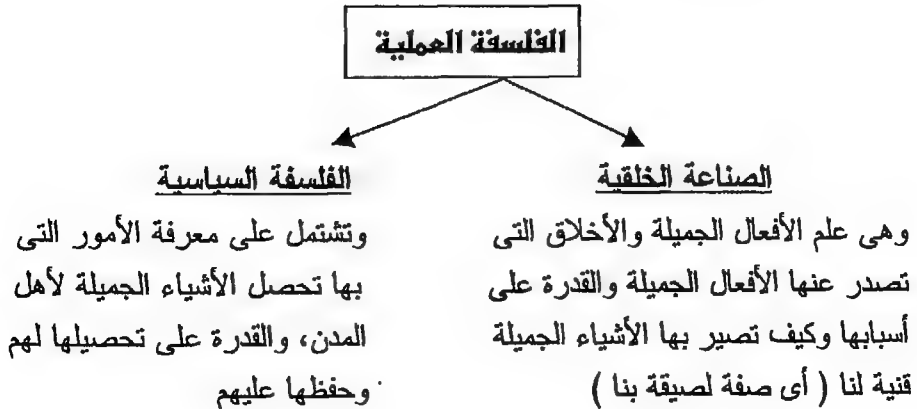 الفلسفة العملية
الصناعة الخلقية
وهى علم الأفعال الجميلة والأخلاق التى
تصدر عنها الأفعال الجميلة والقدرة على
أسبابها وكيف تصير بها الأشياء الجميلة
قنية لنا ( أى صفة لصيقة بنا )
الفلسفة السياسية
وتشتمل على معرفة الأمور التى
بها تحصل الأشياء الجميلة لأهل
المدن، والقدرة على تحصيلها لهم
وحفظها عليهم